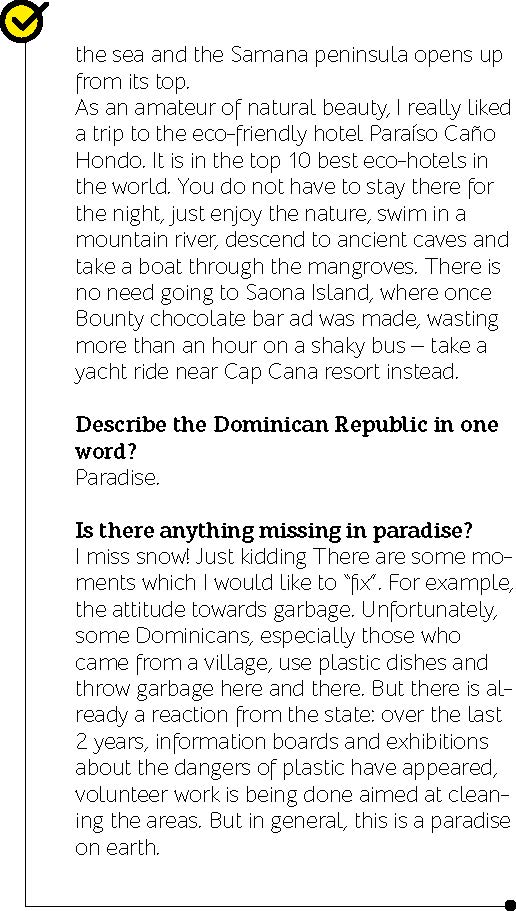 the sea and the Samana peninsula opens up
from its top.
As an amateur of natural beauty, I really liked
a trip to the eco-friendly hotel Paraíso Caño
Hondo. It is in the top 10 best eco-hotels in
the world. You do not have to stay there for
the night, just enjoy the nature, swim in a
mountain river, descend to ancient caves and
take a boat through the mangroves. There is
no need going to Saona Island, where once
Bounty chocolate bar ad was made, wasting
more than an hour on a shaky bus – take a
yacht ride near Cap Cana resort instead.
Describe the Dominican Republic in one
word?
Paradise.
Is there anything missing in paradise?
I miss snow! Just kidding There are some mo-
ments which I would like to “fix”. For example,
the attitude towards garbage. Unfortunately,
some Dominicans, especially those who
came from a village, use plastic dishes and
throw garbage here and there. But there is al-
ready a reaction from the state: over the last
2 years, information boards and exhibitions
about the dangers of plastic have appeared,
volunteer work is being done aimed at clean-
ing the areas. But in general, this is a paradise
on earth.